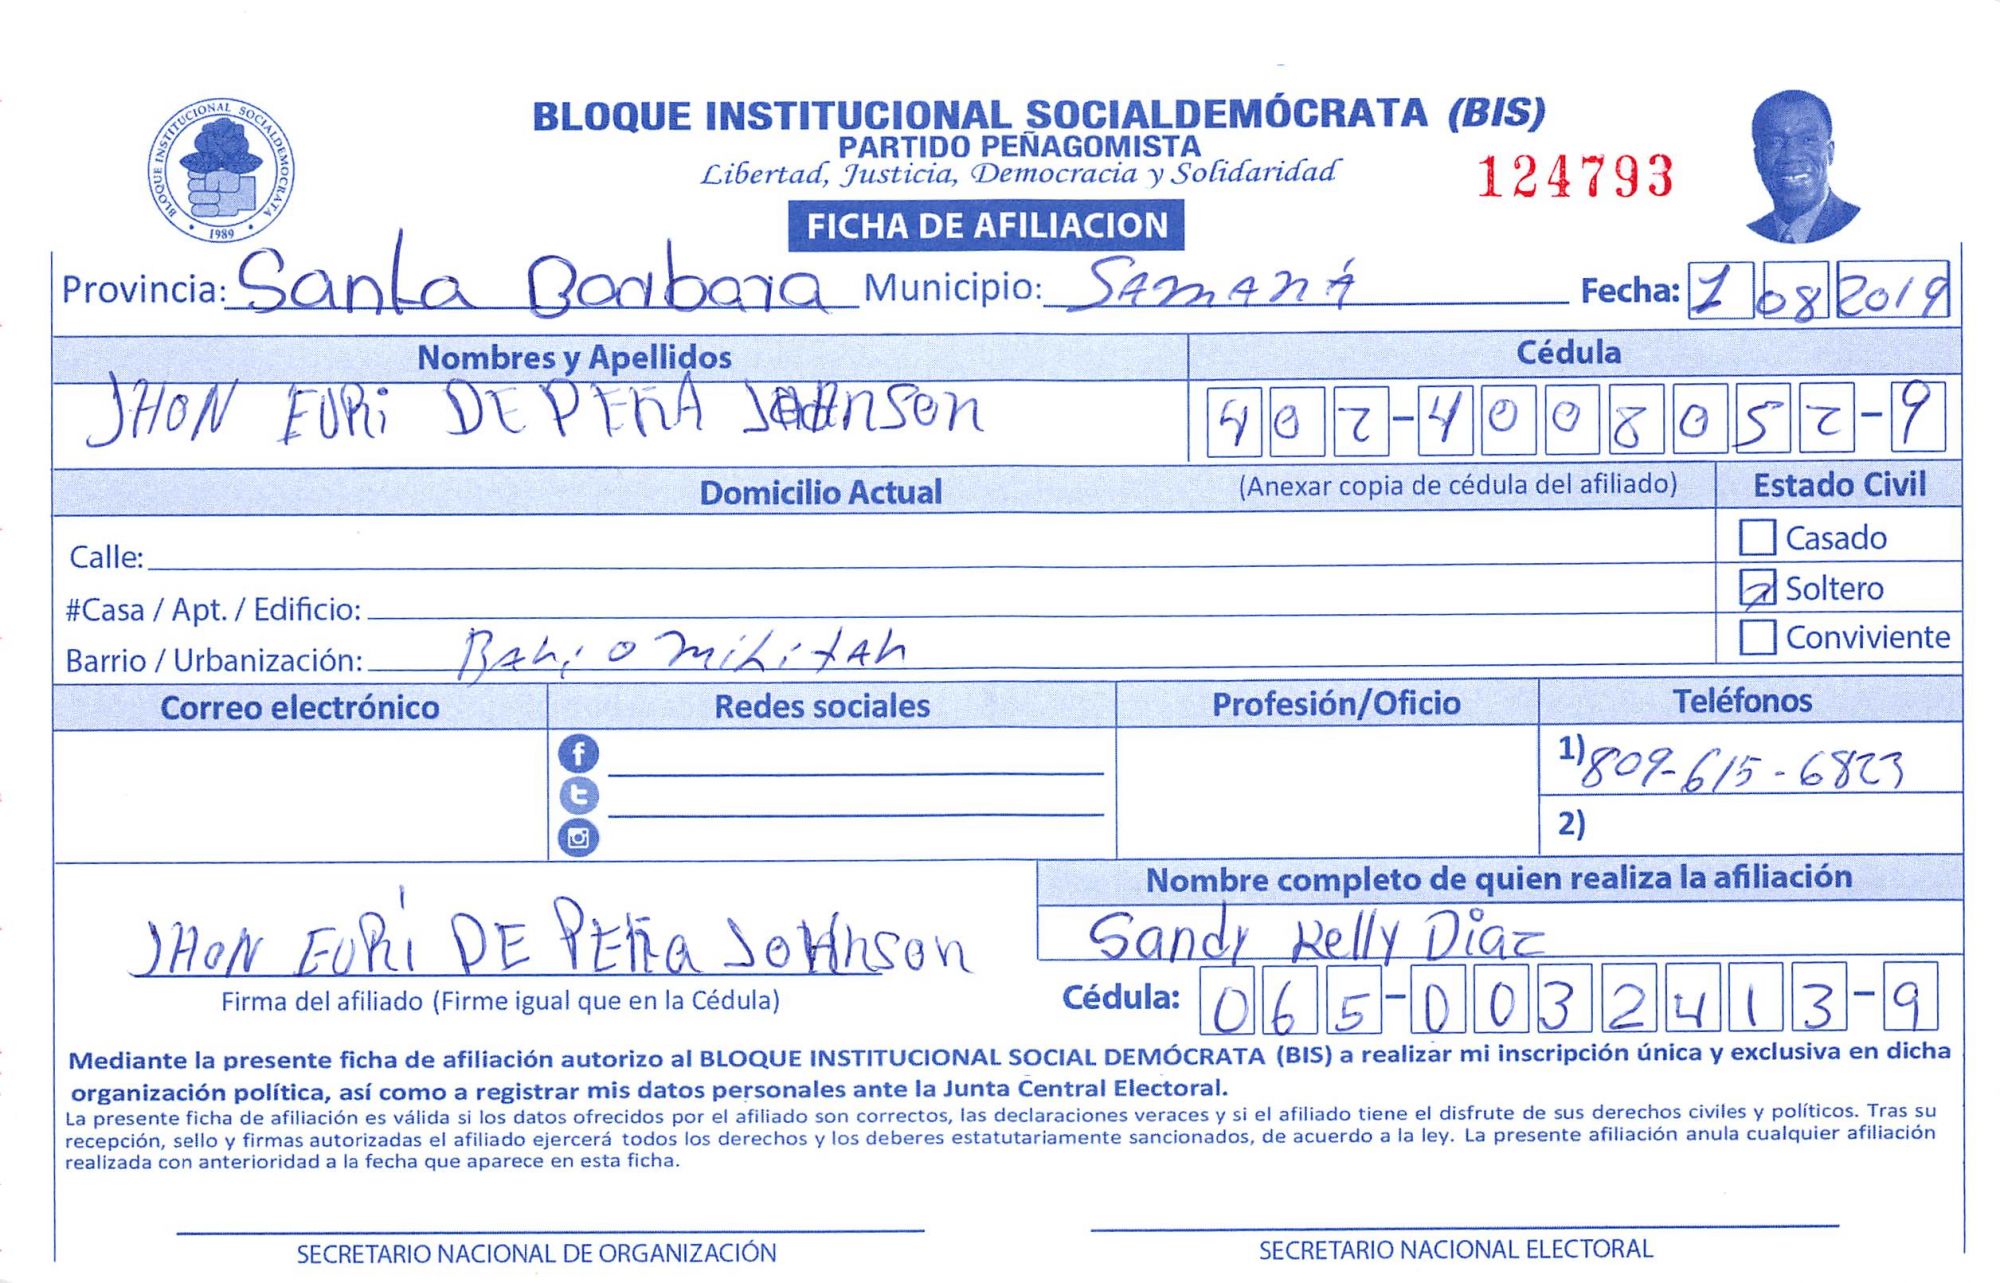 BLOQUE INSTITUCIONAL SOCIALDEMOCRATA
1989
BLOQUE INSTITUCIONAL SOCIALDEMÓCRATA (BIS)
PARTIDO PEÑAGOMISTA
Libertad, Justicia, Democracia y Solidaridad
124793
FICHA DE AFILIACION
Provincia: Santa Barbara Municipio: SAMANÁ Fecha: 1 08 2019
Nombres y Apellidos Cédula
JHON EURI DE PEÑA Johnson 402-4008052-9
Domicilio Actual (Anexar copia de cédula del afiliado) Estado Civil
Calle: Casado
#Casa / Apt. / Edificio: Soltero
Barrio / Urbanización: BARRIO MILITAR Conviviente
Correo electrónico Redes sociales Profesión/Oficio Teléfonos
1) 809-615-6823
2)
Nombre completo de quien realiza la afiliación
Sandy Kelly Diaz
JHON EURÍ DE PEÑA JOHNSON
Firma del afiliado (Firme igual que en la Cédula) Cédula: 065-0032413-9
Mediante la presente ficha de afiliación autorizo al BLOQUE INSTITUCIONAL SOCIAL DEMÓCRATA (BIS) a realizar mi inscripción única y exclusiva en dicha
organización política, así como a registrar mis datos personales ante la Junta Central Electoral.
La presente ficha de afiliación es válida si los datos ofrecidos por el afiliado son correctos, las declaraciones veraces y si el afiliado tiene el disfrute de sus derechos civiles y políticos. Tras su
recepción, sello y firmas autorizadas el afiliado ejercerá todos los derechos y los deberes estatutariamente sancionados, de acuerdo a la ley. La presente afiliación anula cualquier afiliación
realizada con anterioridad a la fecha que aparece en esta ficha.
SECRETARIO NACIONAL DE ORGANIZACIÓN SECRETARIO NACIONAL ELECTORAL